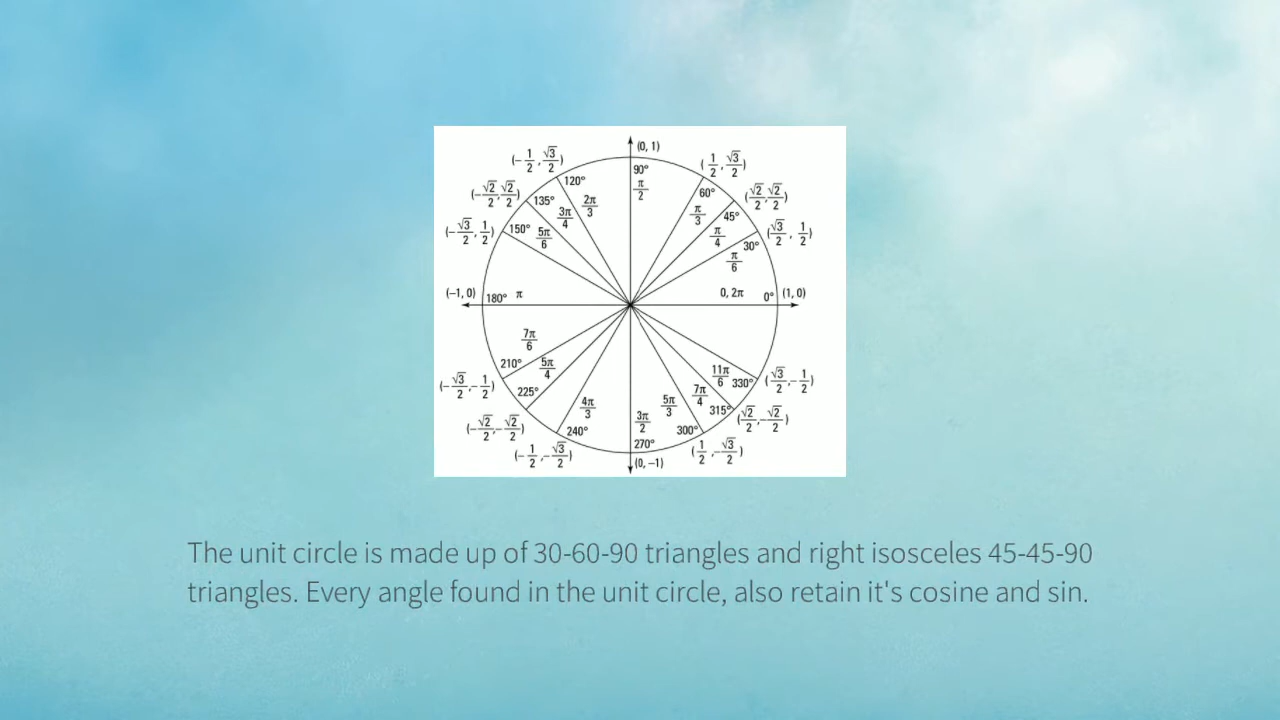 (0, 1)
(-1/2, √3/2)
(1/2, √3/2)
90°
π/2
120°
60°
(-√2/2, √2/2)
(√2/2, √2/2)
135°
2π/3
π/3
45°
3π/4
π/4
(-√3/2, 1/2)
(√3/2, 1/2)
150°
5π/6
30°
π/6
(-1, 0)
180° π
0, 2π
0°
(1, 0)
7π/6
210°
5π/4
11π/6
330°
(-√3/2, -1/2)
(√3/2, -1/2)
225°
4π/3
5π/3
7π/4
315°
(-√2/2, -√2/2)
(√2/2, -√2/2)
240°
3π/2
300°
270°
(-1/2, -√3/2)
(1/2, -√3/2)
(0, -1)
The unit circle is made up of 30-60-90 triangles and right isosceles 45-45-90
triangles. Every angle found in the unit circle, also retain it's cosine and sin.